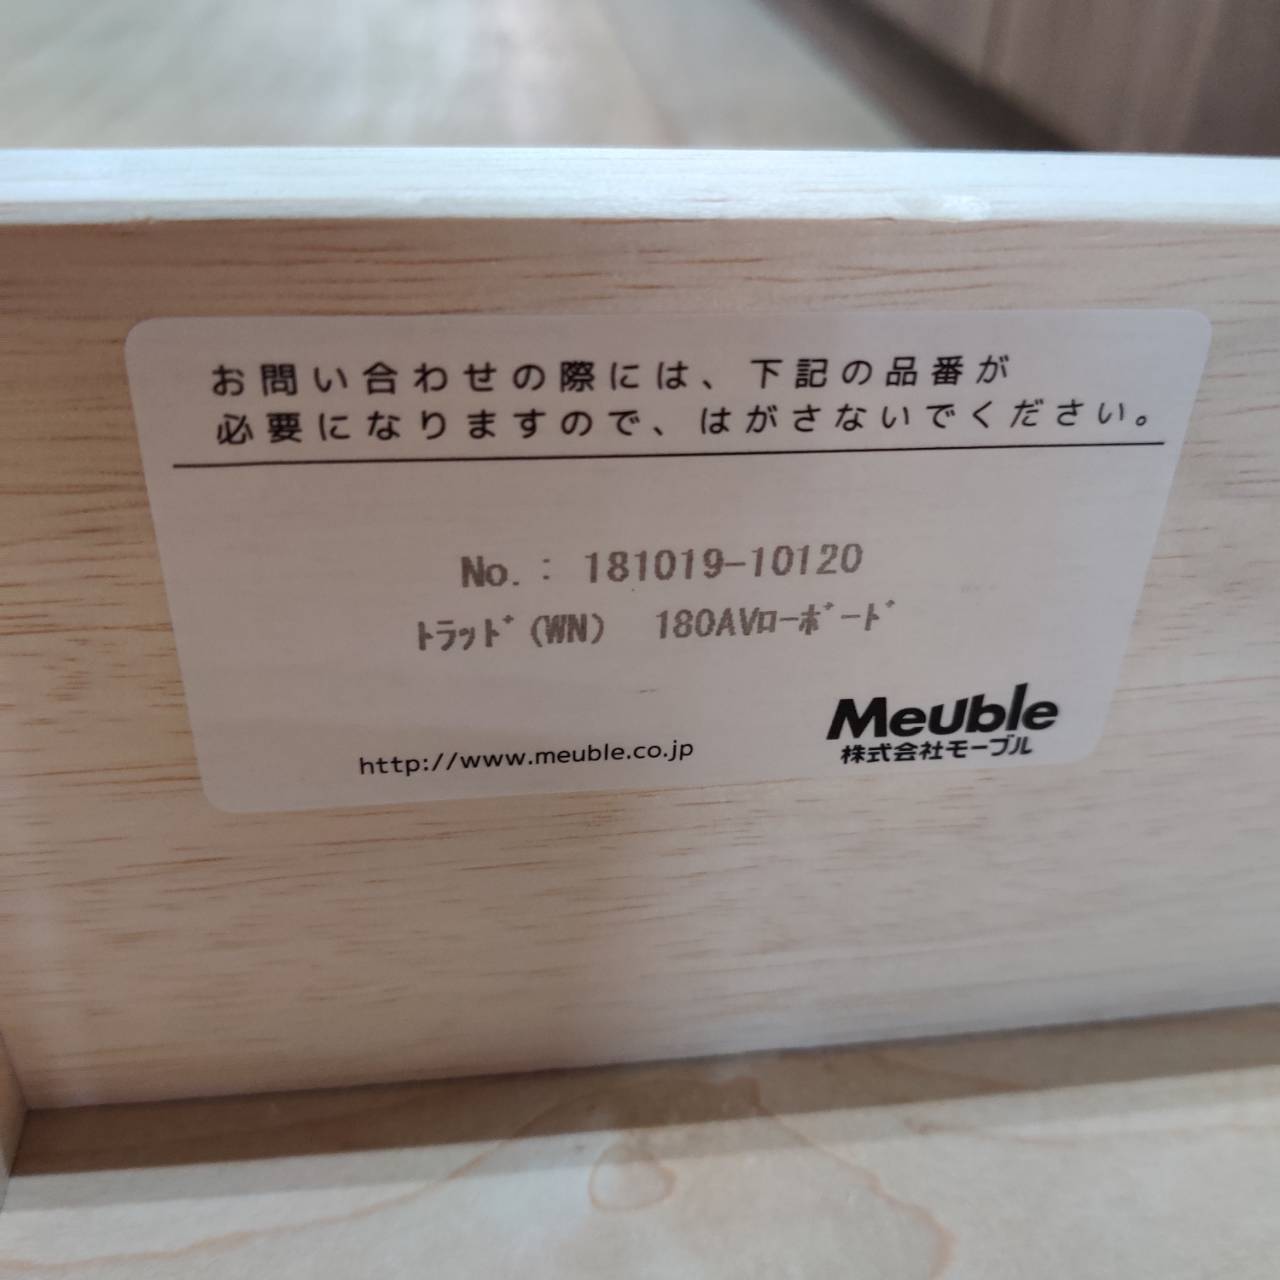 お問い合わせの際には、下記の品番が
必要になりますので、はがさないでください。
No.: 181019-10120
ﾄﾗｯﾄﾞ(WN) 180AVﾛｰﾎﾞｰﾄﾞ
Meuble
http://www.meuble.co.jp
株式会社モーブル